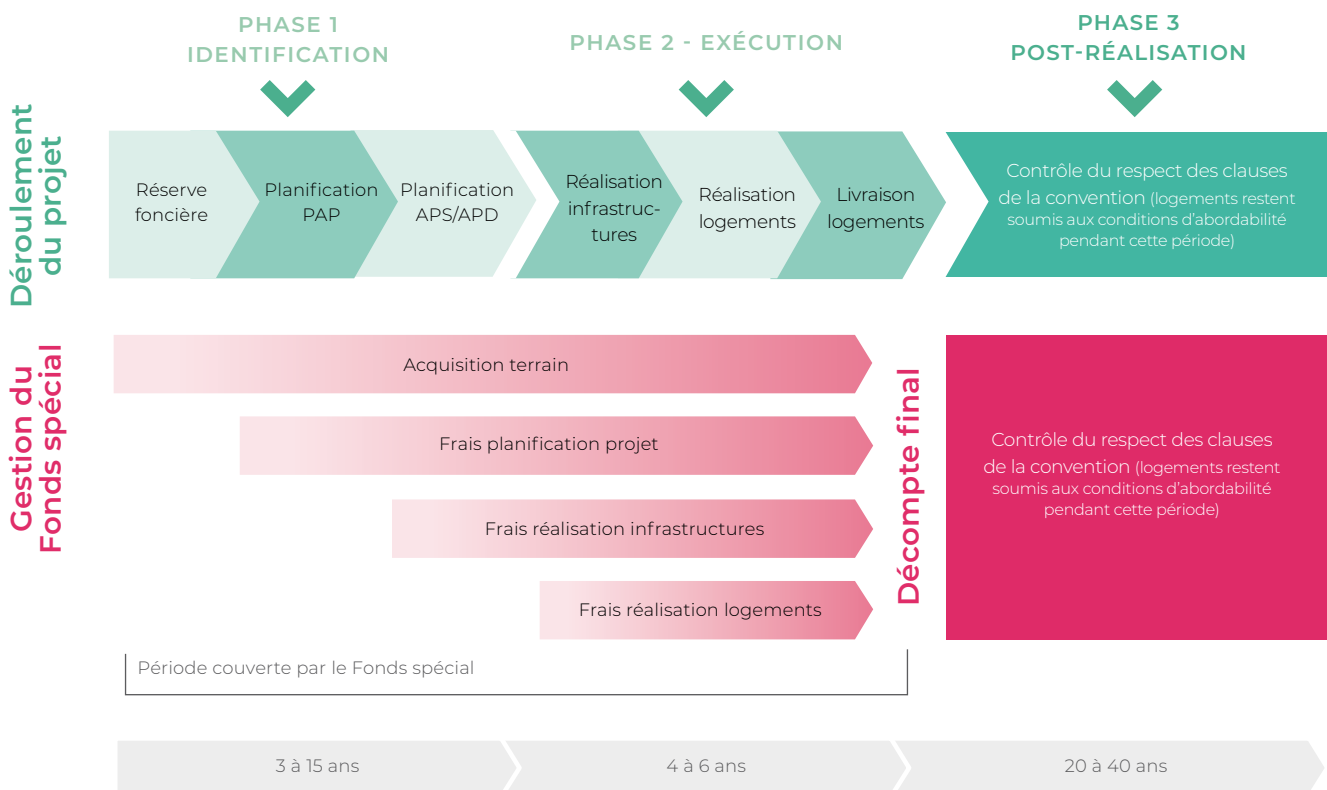 PHASE 1
IDENTIFICATION
PHASE 2 - EXÉCUTION
PHASE 3
POST-RÉALISATION
Déroulement
du projet
Réserve
foncière
Planification
PAP
Planification
APS/APD
Réalisation
infrastruc-
tures
Réalisation
logements
Livraison
logements
Contrôle du respect des clauses
de la convention (logements restent
soumis aux conditions d'abordabilité
pendant cette période)
Gestion du
Fonds spécial
Acquisition terrain
Frais planification projet
Frais réalisation infrastructures
Frais réalisation logements
Décompte final
Contrôle du respect des clauses
de la convention (logements restent
soumis aux conditions d'abordabilité
pendant cette période)
Période couverte par le Fonds spécial
3 à 15 ans
4 à 6 ans
20 à 40 ans